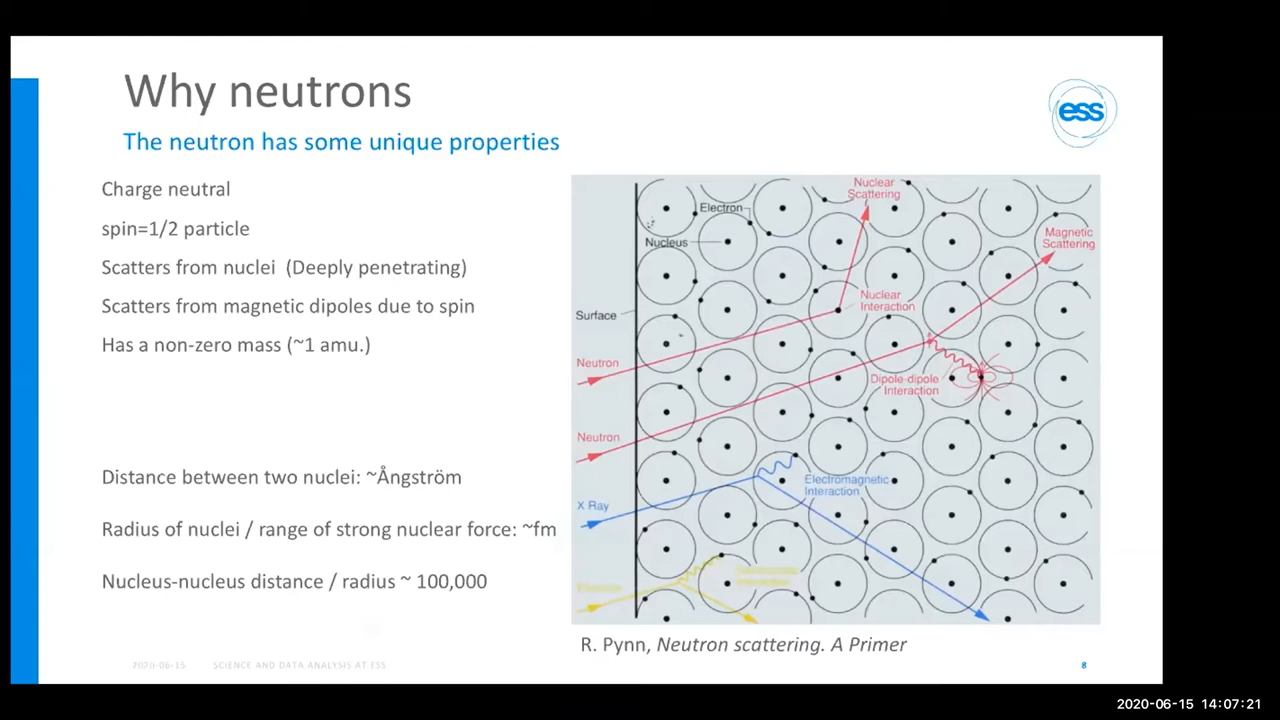 Why neutrons
The neutron has some unique properties
ess
Charge neutral
spin=1/2 particle
Scatters from nuclei (Deeply penetrating)
Scatters from magnetic dipoles due to spin
Has a non-zero mass (~1 amu.)
Distance between two nuclei: ~Ångström
Radius of nuclei / range of strong nuclear force: ~fm
Nucleus-nucleus distance / radius ~ 100,000
Nuclear
Scattering
Electron
Nucleus
Magnetic
Scattering
Nuclear
Interaction
Surface
Neutron
Dipole-dipole
Interaction
Neutron
Electromagnetic
Interaction
X Ray
R. Pynn, Neutron scattering. A Primer
2020-06-15 SCIENCE AND DATA ANALYSIS AT ESS
8
2020-06-15 14:07:21